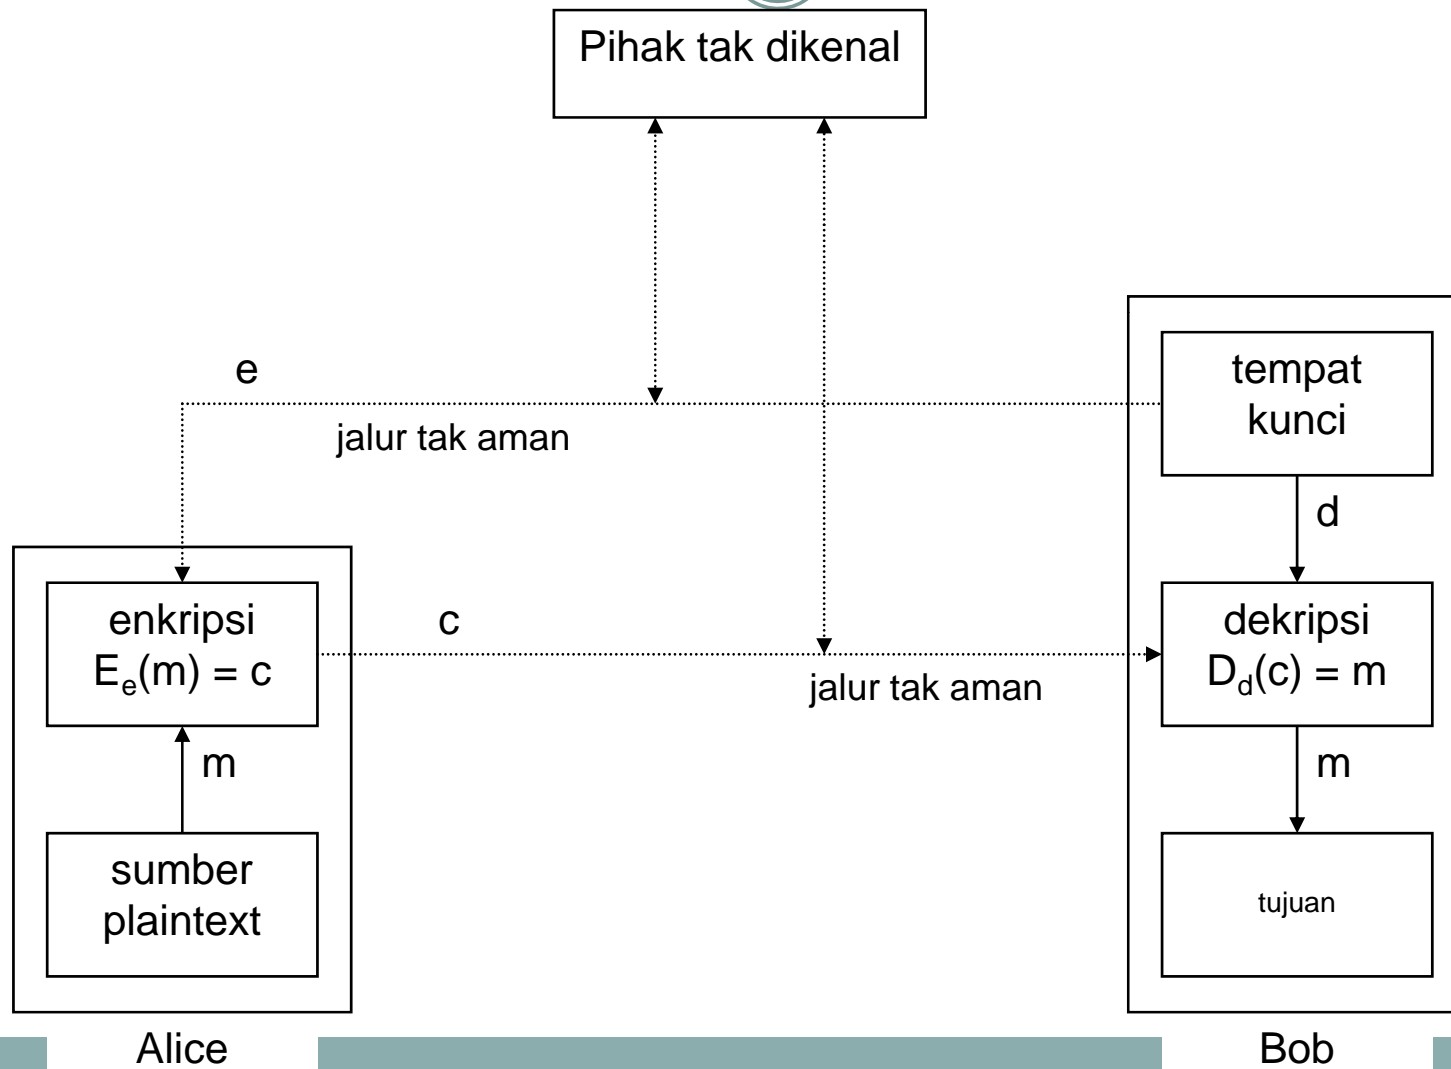 Pihak tak dikenal
e
jalur tak aman
tempat
kunci
d
enkripsi
Eₑ(m) = c
c
jalur tak aman
dekripsi
D_d(c) = m
m
m
sumber
plaintext
tujuan
Alice
Bob